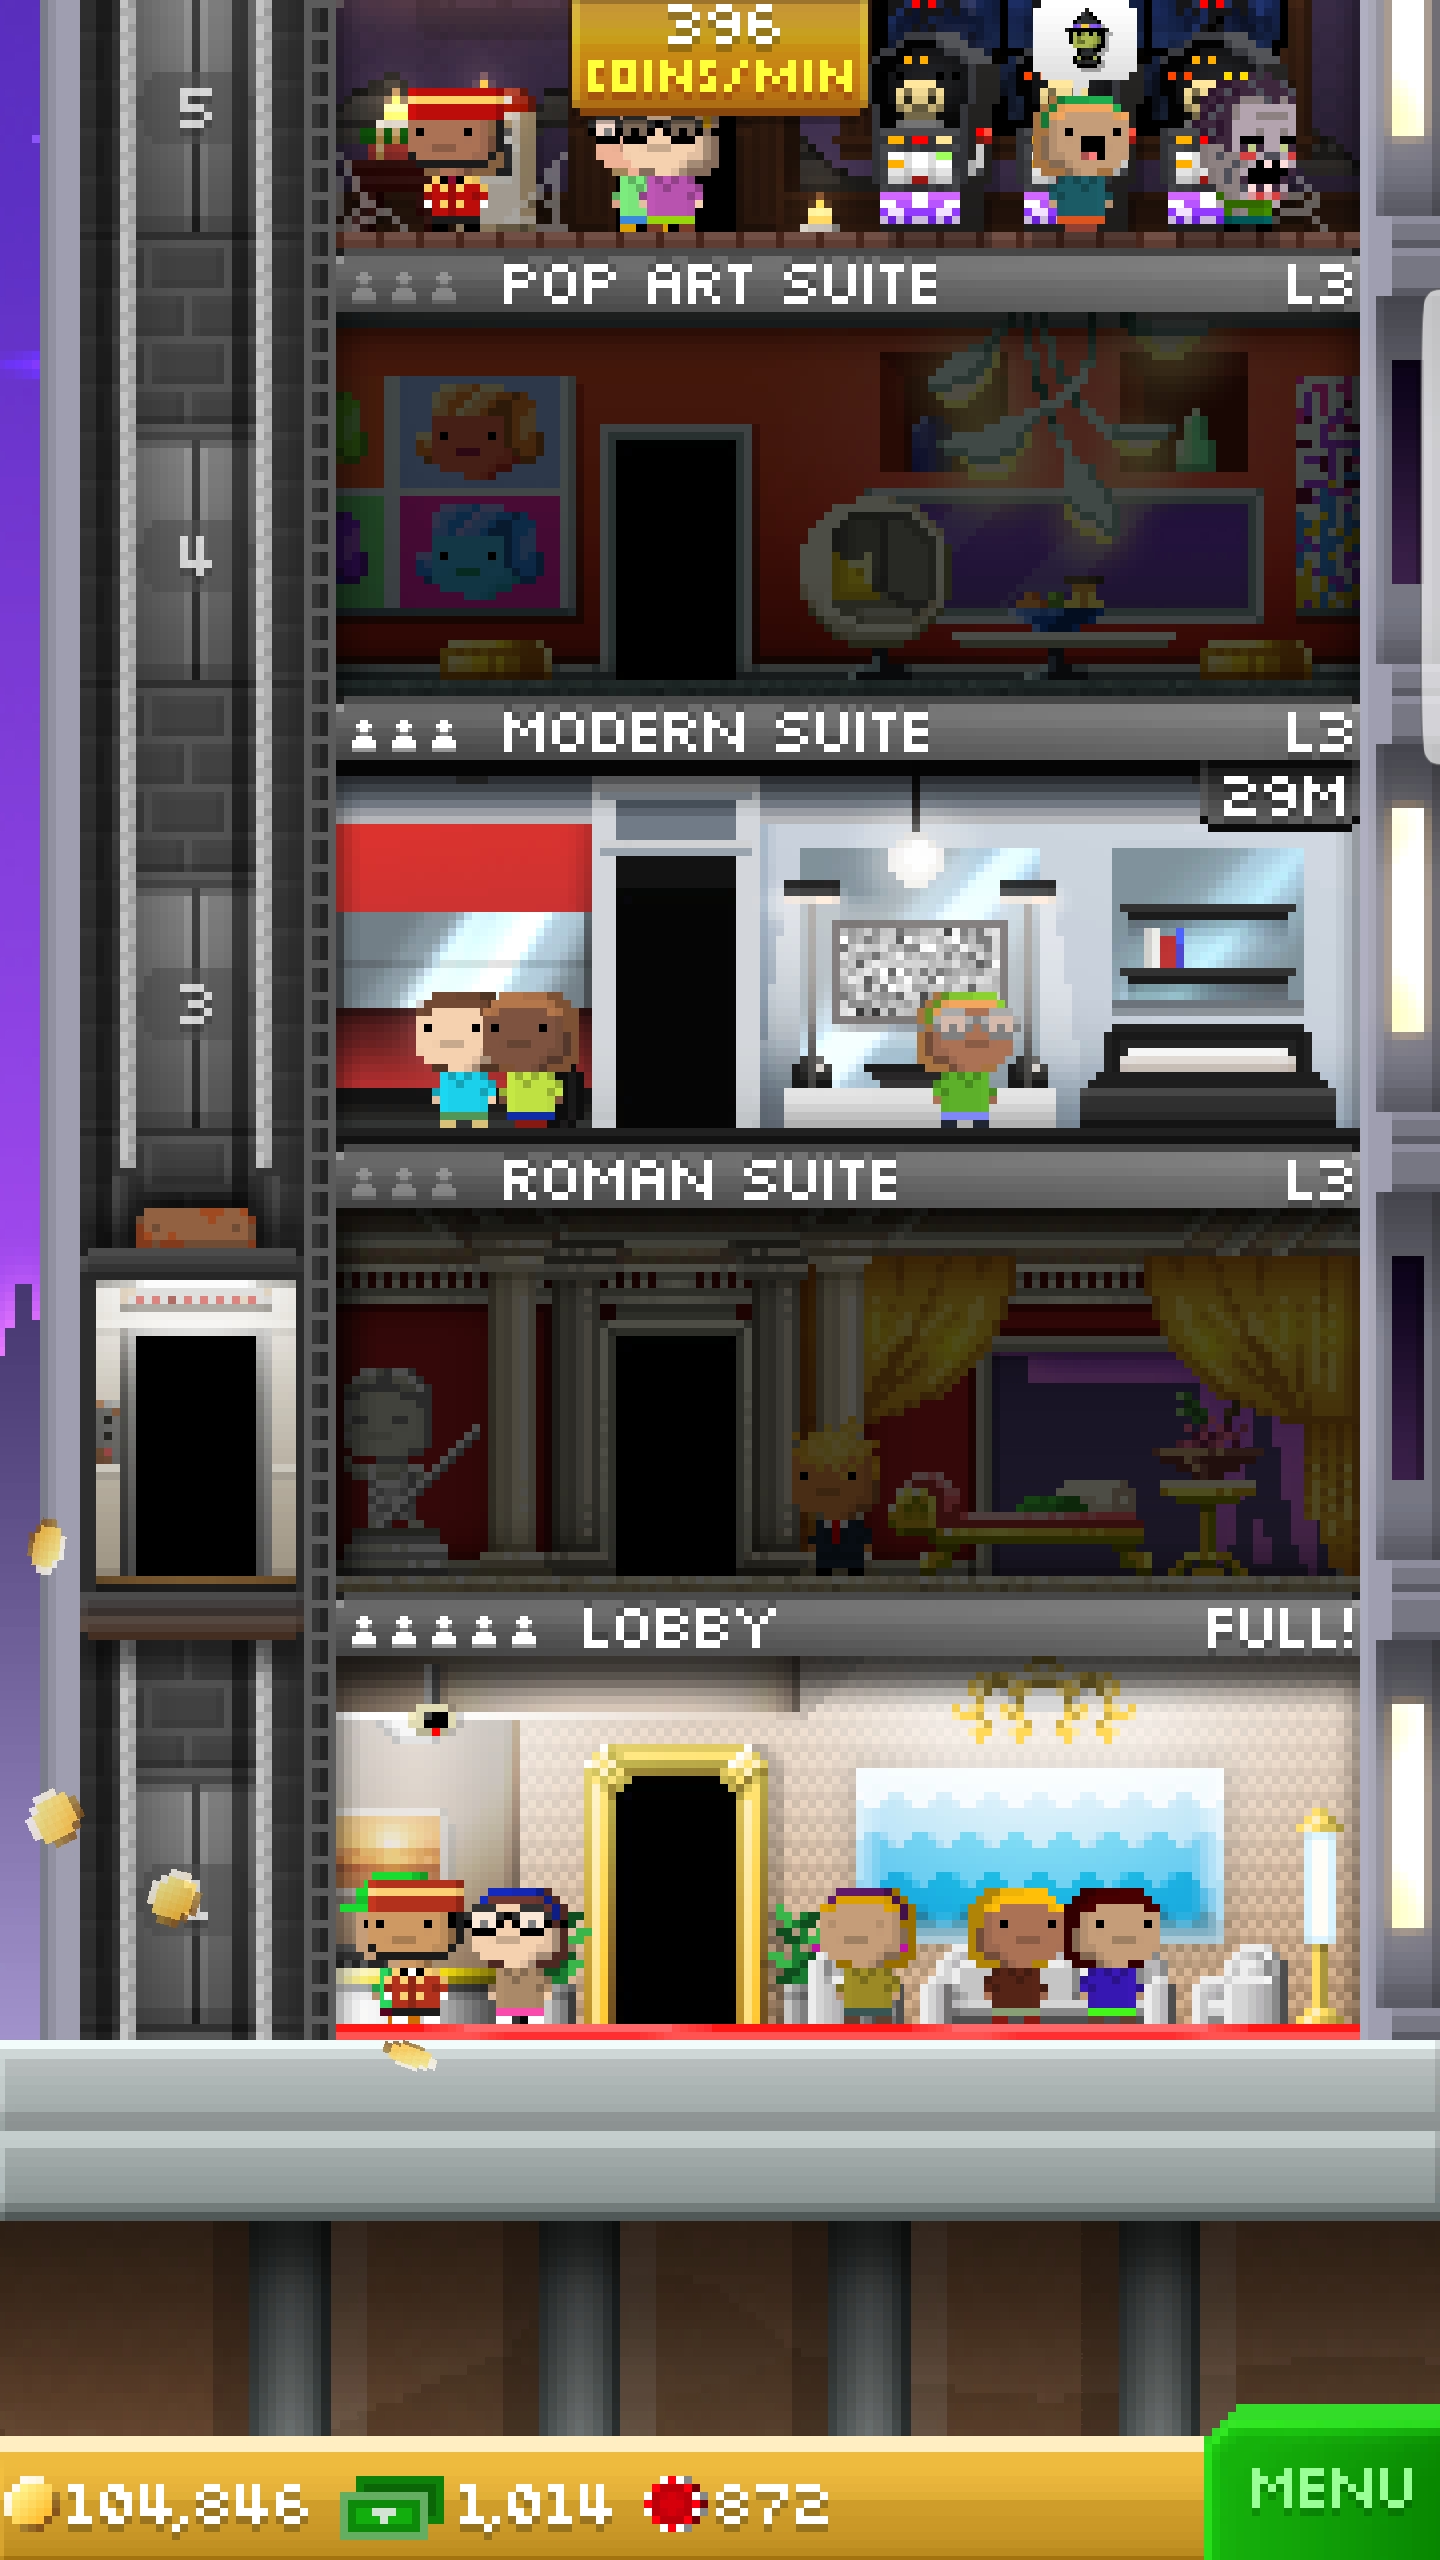 396
COINS/MIN
5
POP ART SUITE L3
4
MODERN SUITE L3
29M
3
ROMAN SUITE L3
LOBBY FULL!
104,846 1,014 872
MENU